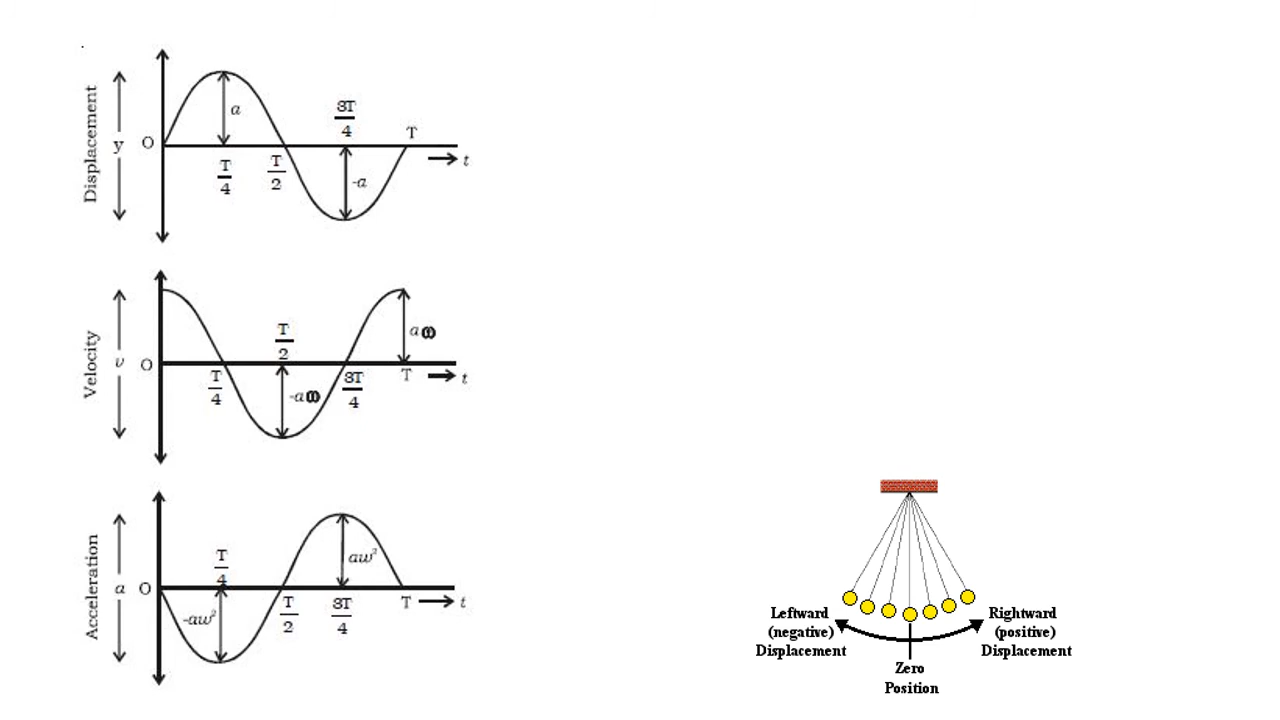 Displacement
y
O
a
T
4
T
2
3T
4
-a
T
t
Velocity
v
O
T
4
T
2
-aω
3T
4
aω
T
t
Acceleration
a
O
T
4
-aw²
T
2
aw²
3T
4
T
t
Leftward
(negative)
Displacement
Rightward
(positive)
Displacement
Zero
Position